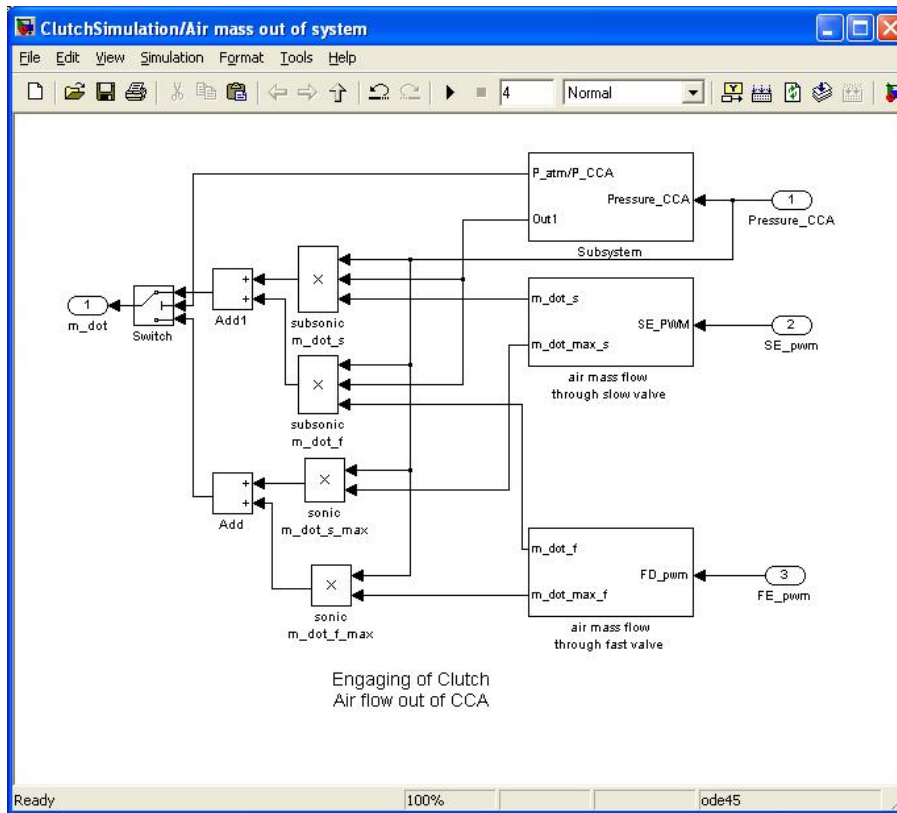 ClutchSimulation/Air mass out of system
File Edit View Simulation Format Tools Help
4 Normal
P_atm/P_CCA
Pressure_CCA
Out1
Subsystem
1
Pressure_CCA
1
m_dot
Switch
+
+
Add1
×
subsonic
m_dot_s
m_dot_s
SE_PWM
m_dot_max_s
air mass flow
through slow valve
2
SE_pwm
×
subsonic
m_dot_f
+
+
Add
×
sonic
m_dot_s_max
×
sonic
m_dot_f_max
m_dot_f
FD_pwm
m_dot_max_f
air mass flow
through fast valve
3
FE_pwm
Engaging of Clutch
Air flow out of CCA
Ready 100% ode45